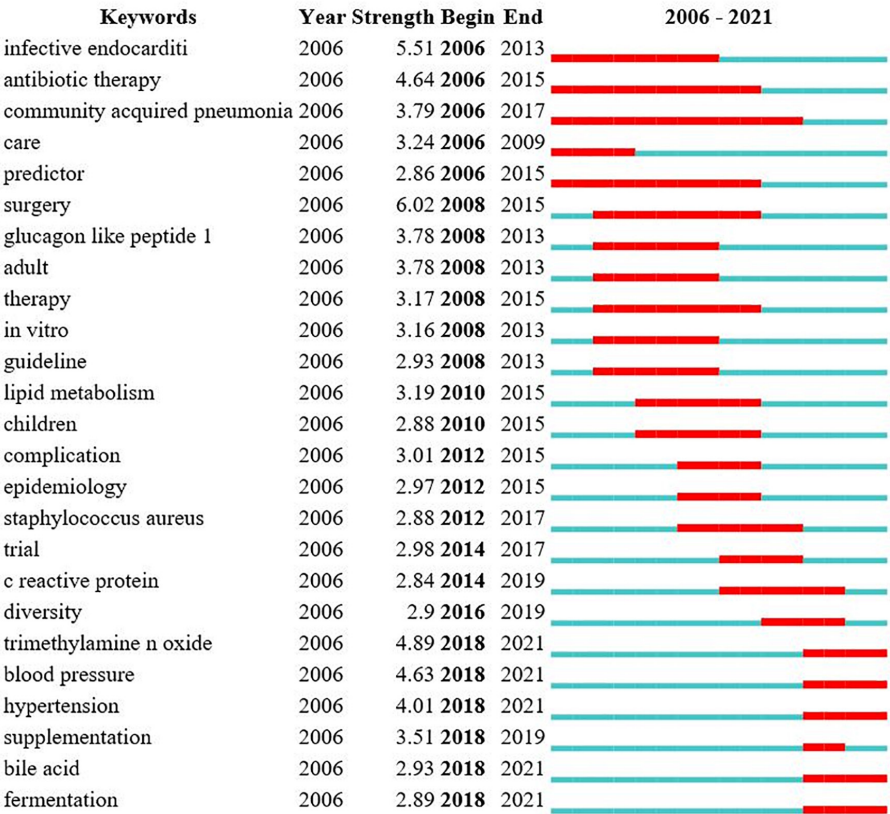 Keywords Year Strength Begin End 2006 - 2021
infective endocarditi 2006 5.51 2006 2013
antibiotic therapy 2006 4.64 2006 2015
community acquired pneumonia 2006 3.79 2006 2017
care 2006 3.24 2006 2009
predictor 2006 2.86 2006 2015
surgery 2006 6.02 2008 2015
glucagon like peptide 1 2006 3.78 2008 2013
adult 2006 3.78 2008 2013
therapy 2006 3.17 2008 2015
in vitro 2006 3.16 2008 2013
guideline 2006 2.93 2008 2013
lipid metabolism 2006 3.19 2010 2015
children 2006 2.88 2010 2015
complication 2006 3.01 2012 2015
epidemiology 2006 2.97 2012 2015
staphylococcus aureus 2006 2.88 2012 2017
trial 2006 2.98 2014 2017
c reactive protein 2006 2.84 2014 2019
diversity 2006 2.9 2016 2019
trimethylamine n oxide 2006 4.89 2018 2021
blood pressure 2006 4.63 2018 2021
hypertension 2006 4.01 2018 2021
supplementation 2006 3.51 2018 2019
bile acid 2006 2.93 2018 2021
fermentation 2006 2.89 2018 2021